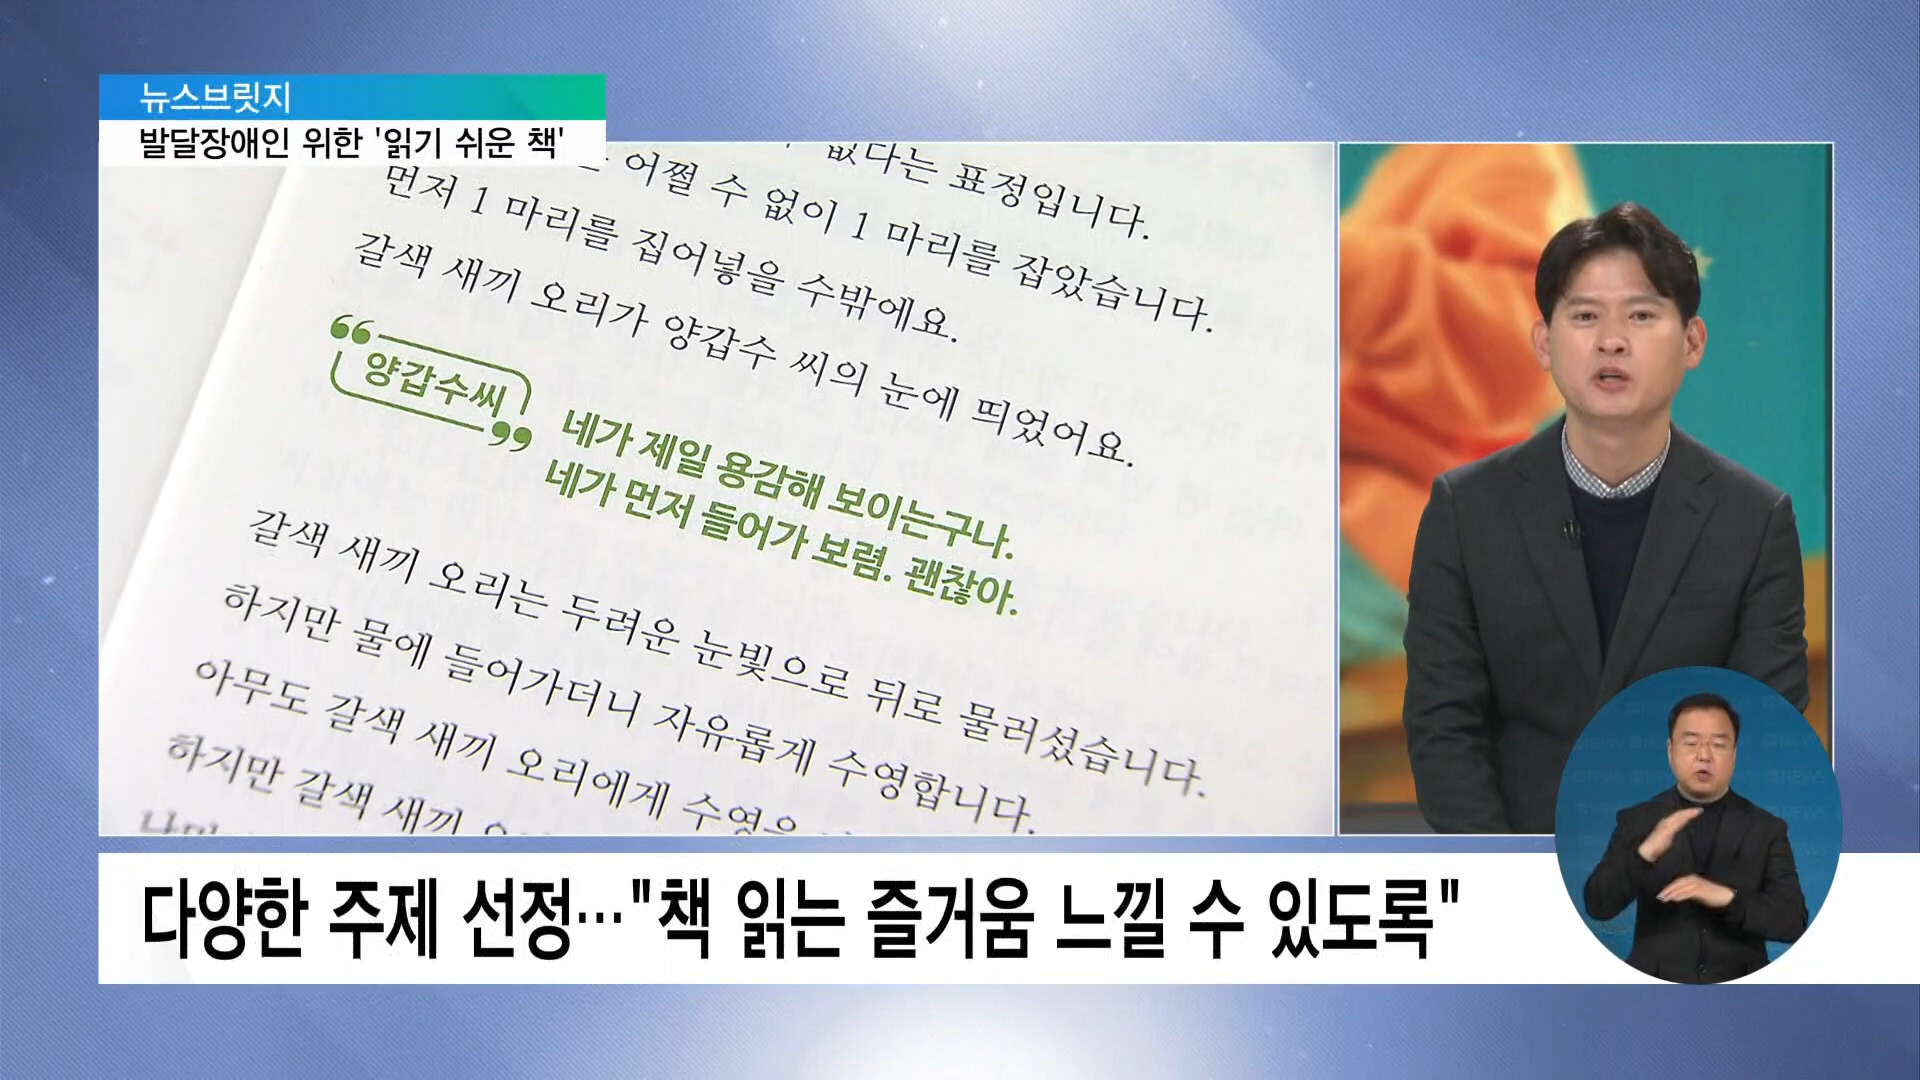 뉴스브릿지
발달장애인 위한 '읽기 쉬운 책'
없다는 표정입니다.
어쩔 수 없이 1 마리를 잡았습니다.
먼저 1 마리를 집어넣을 수밖에요.
갈색 새끼 오리가 양갑수 씨의 눈에 띄었어요.
❝양갑수씨❞ 네가 제일 용감해 보이는구나.
네가 먼저 들어가 보렴. 괜찮아.
갈색 새끼 오리는 두려운 눈빛으로 뒤로 물러섰습니다.
하지만 물에 들어가더니 자유롭게 수영합니다.
아무도 갈색 새끼 오리에게 수영을
하지만 갈색 새끼
다양한 주제 선정…"책 읽는 즐거움 느낄 수 있도록"